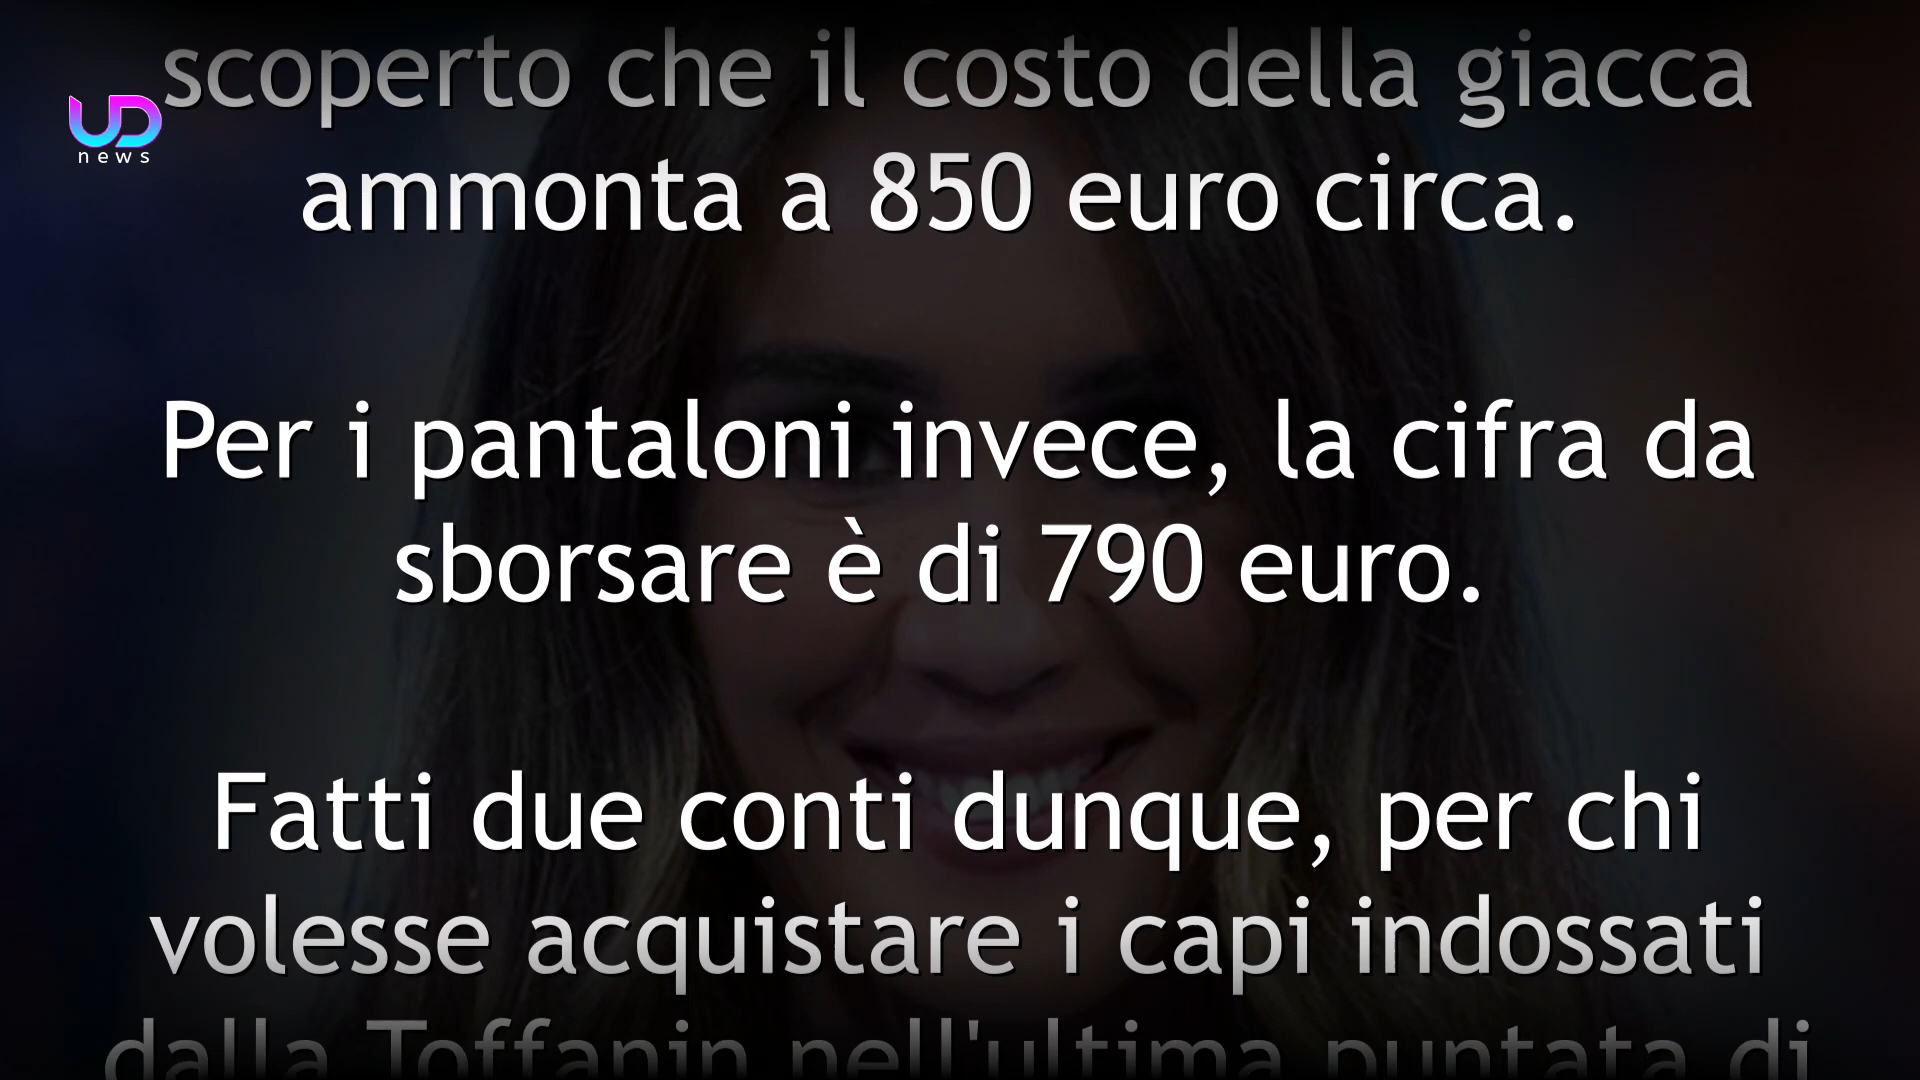 scoperto che il costo della giacca
UD
news
ammonta a 850 euro circa.
Per i pantaloni invece, la cifra da
sborsare è di 790 euro.
Fatti due conti dunque, per chi
volesse acquistare i capi indossati
dalla Toffanin nell'ultima puntata di